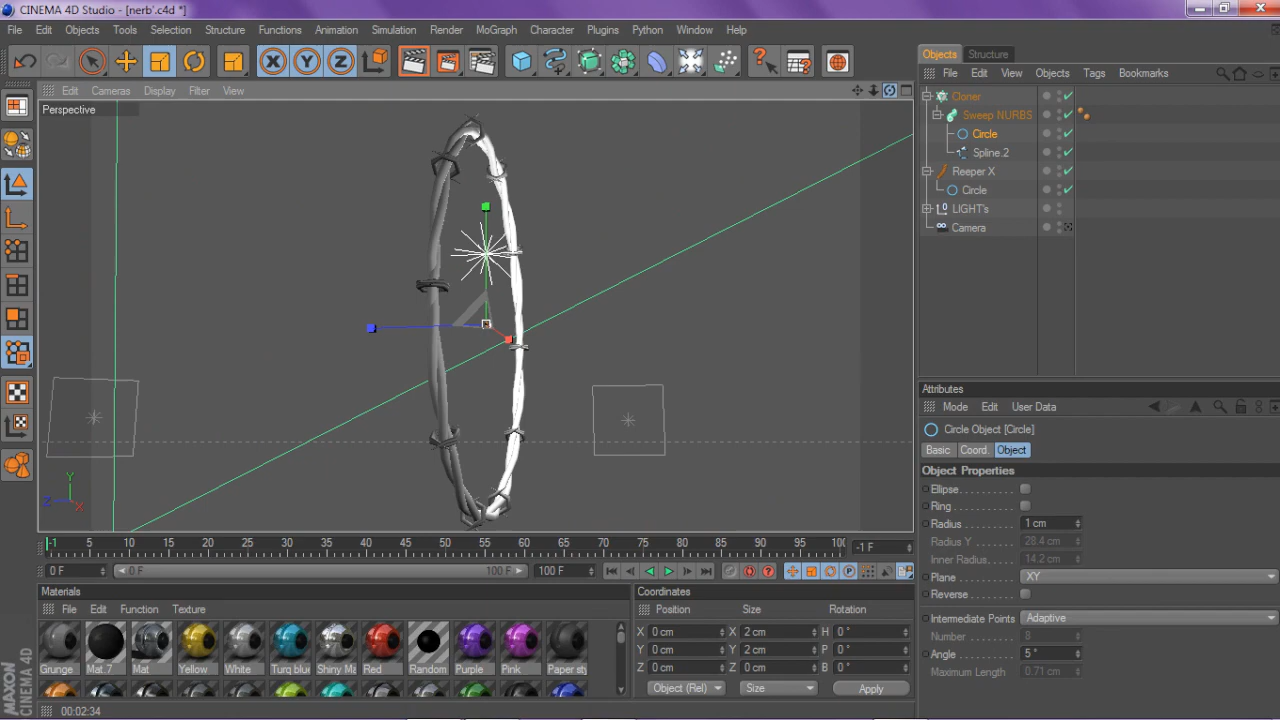 CINEMA 4D Studio - [nerb'.c4d *]
File Edit Objects Tools Selection Structure Functions Animation Simulation Render MoGraph Character Plugins Python Window Help
X Y Z
Objects Structure
File Edit View Objects Tags Bookmarks
Edit Cameras Display Filter View
Perspective
Cloner
Sweep NURBS
Circle
Spline.2
Reeper X
Circle
LIGHT's
Camera
Y
Z X
Attributes
Mode Edit User Data
Circle Object [Circle]
Basic Coord. Object
Object Properties
Ellipse
Ring
Radius 1 cm
Radius Y 28.4 cm
Inner Radius 14.2 cm
Plane XY
Reverse
Intermediate Points Adaptive
Number 8
Angle 5 °
Maximum Length 0.71 cm
-1 5 10 15 20 25 30 35 40 45 50 55 60 65 70 75 80 85 90 95 100 -1 F
0 F 0 F 100 F 100 F
Materials
File Edit Function Texture
Grunge Mat.7 Mat Yellow White Turq blue Shiny Ma Red Random Purple Pink Paper sty
Coordinates
Position Size Rotation
X 0 cm X 2 cm H 0 °
Y 0 cm Y 2 cm P 0 °
Z 0 cm Z 0 cm B 0 °
Object (Rel) Size Apply
MAXON CINEMA 4D
00:02:34